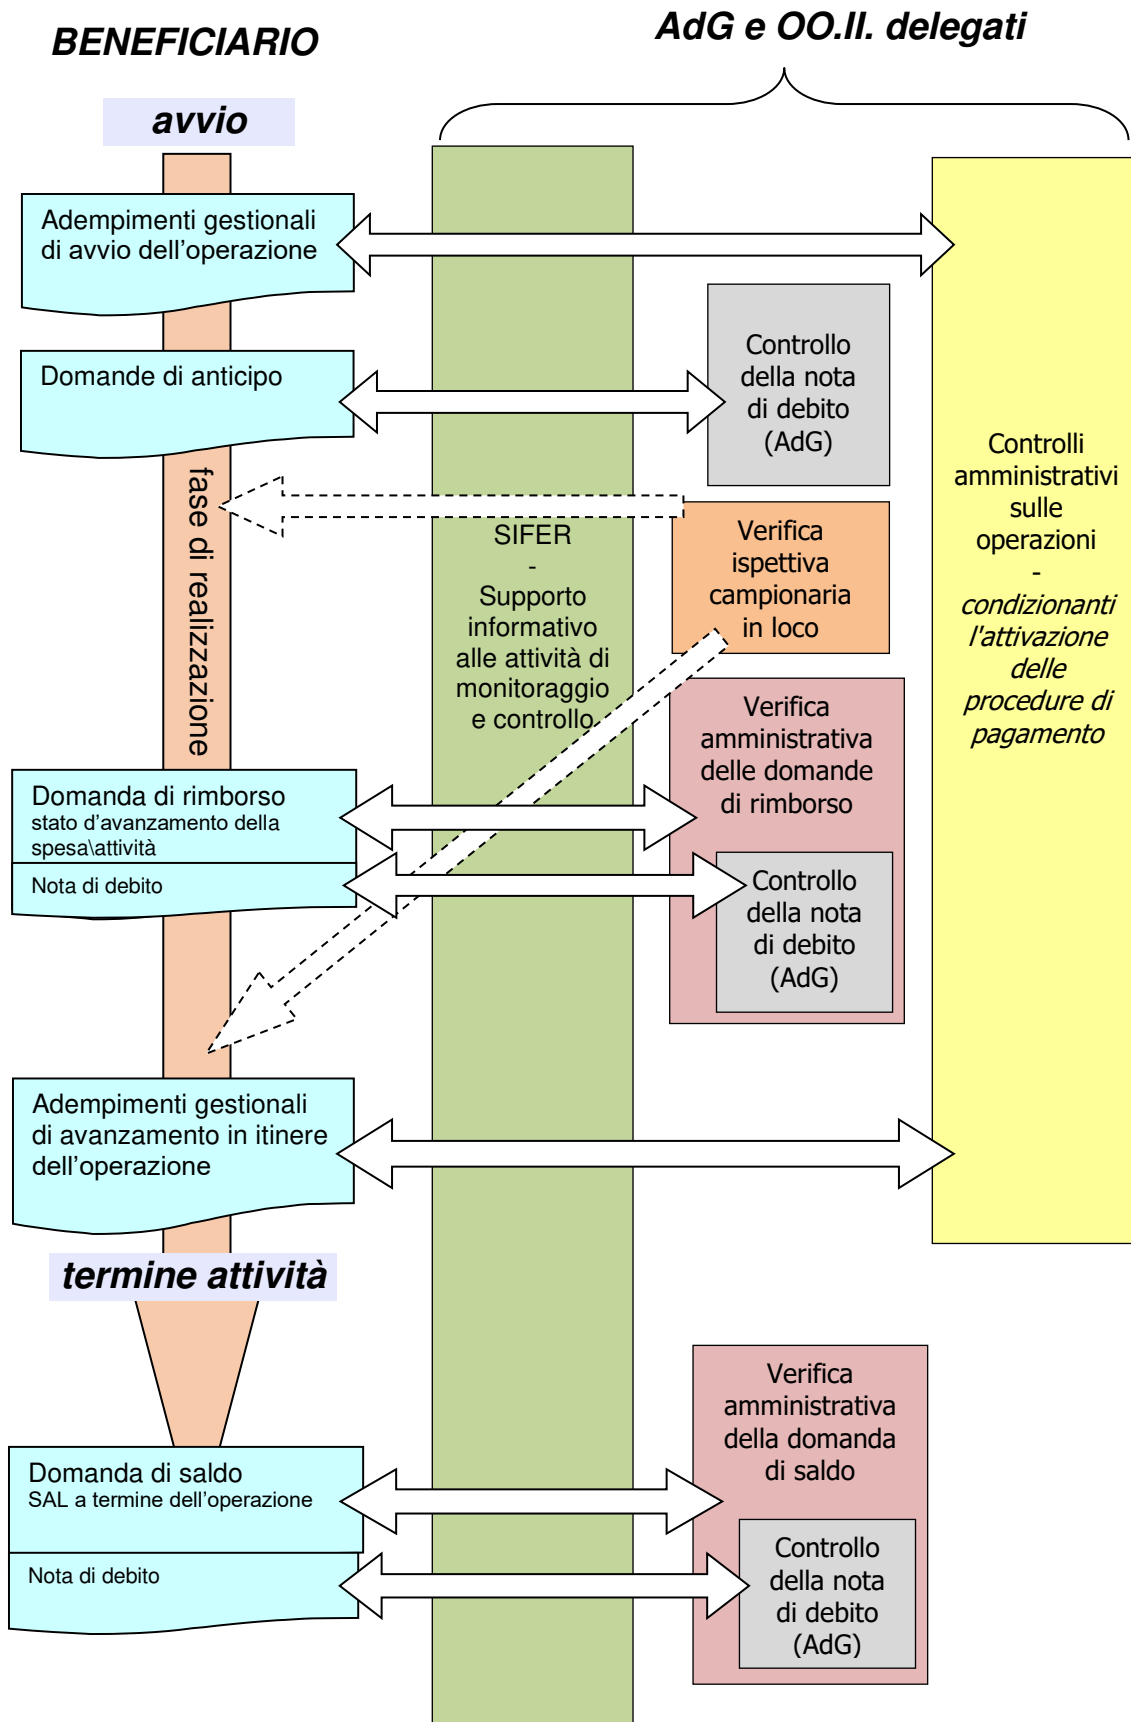 BENEFICIARIO
AdG e OO.II. delegati
avvio
Adempimenti gestionali
di avvio dell'operazione
Domande di anticipo
Controllo
della nota
di debito
(AdG)
fase di realizzazione
SIFER
-
Supporto
informativo
alle attività di
monitoraggio
e controllo
Verifica
ispettiva
campionaria
in loco
Controlli
amministrativi
sulle
operazioni
-
condizionanti
l'attivazione
delle
procedure di
pagamento
Verifica
amministrativa
delle domande
di rimborso
Domanda di rimborso
stato d'avanzamento della
spesa\attività
Nota di debito
Controllo
della nota
di debito
(AdG)
Adempimenti gestionali
di avanzamento in itinere
dell'operazione
termine attività
Verifica
amministrativa
della domanda
di saldo
Domanda di saldo
SAL a termine dell'operazione
Nota di debito
Controllo
della nota
di debito
(AdG)